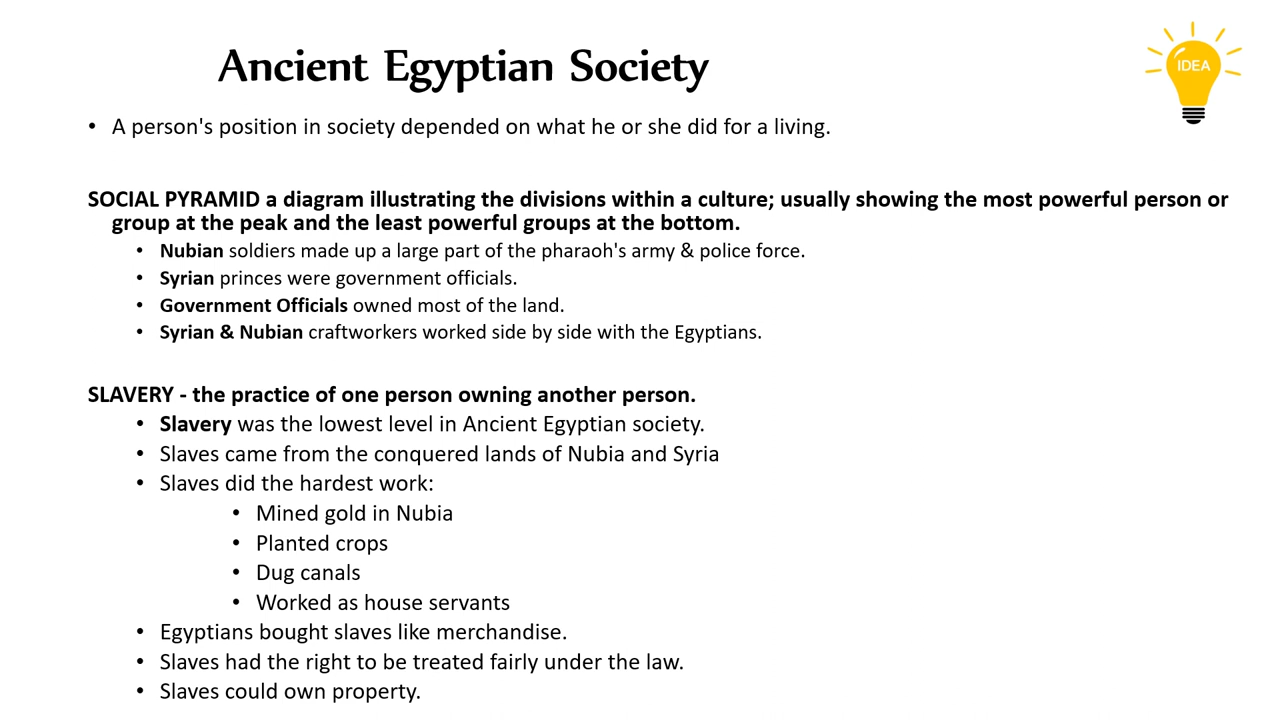 Ancient Egyptian Society
IDEA
• A person's position in society depended on what he or she did for a living.
SOCIAL PYRAMID a diagram illustrating the divisions within a culture; usually showing the most powerful person or
group at the peak and the least powerful groups at the bottom.
• Nubian soldiers made up a large part of the pharaoh's army & police force.
• Syrian princes were government officials.
• Government Officials owned most of the land.
• Syrian & Nubian craftworkers worked side by side with the Egyptians.
SLAVERY - the practice of one person owning another person.
• Slavery was the lowest level in Ancient Egyptian society.
• Slaves came from the conquered lands of Nubia and Syria
• Slaves did the hardest work:
• Mined gold in Nubia
• Planted crops
• Dug canals
• Worked as house servants
• Egyptians bought slaves like merchandise.
• Slaves had the right to be treated fairly under the law.
• Slaves could own property.